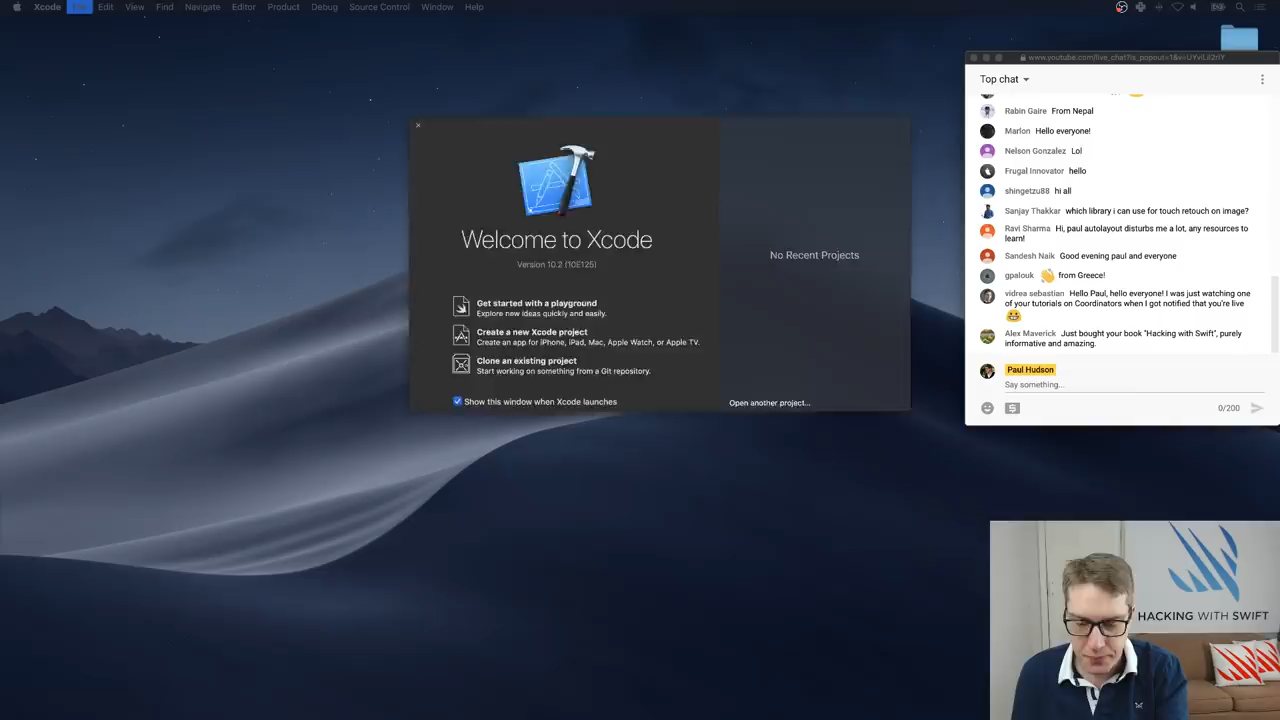 Xcode File Edit View Find Navigate Editor Product Debug Source Control Window Help
Top chat
Rabin Gaire From Nepal
Marlon Hello everyone!
Nelson Gonzalez Lol
Frugal Innovator hello
shingetzu88 hi all
Sanjay Thakkar which library i can use for touch retouch on image?
Ravi Sharma Hi, paul autolayout disturbs me a lot, any resources to
learn!
Sandesh Naik Good evening paul and everyone
gpalouk 👋 from Greece!
vidrea sebastian Hello Paul, hello everyone! I was just watching one
of your tutorials on Coordinators when I got notified that you're live
😀
Alex Maverick Just bought your book "Hacking with Swift", purely
informative and amazing.
Paul Hudson
Say something...
0/200
Welcome to Xcode
Version 10.2 (10E125)
Get started with a playground
Explore new ideas quickly and easily.
Create a new Xcode project
Create an app for iPhone, iPad, Mac, Apple Watch, or Apple TV.
Clone an existing project
Start working on something from a Git repository.
Show this window when Xcode launches
No Recent Projects
Open another project...
HACKING WITH SWIFT